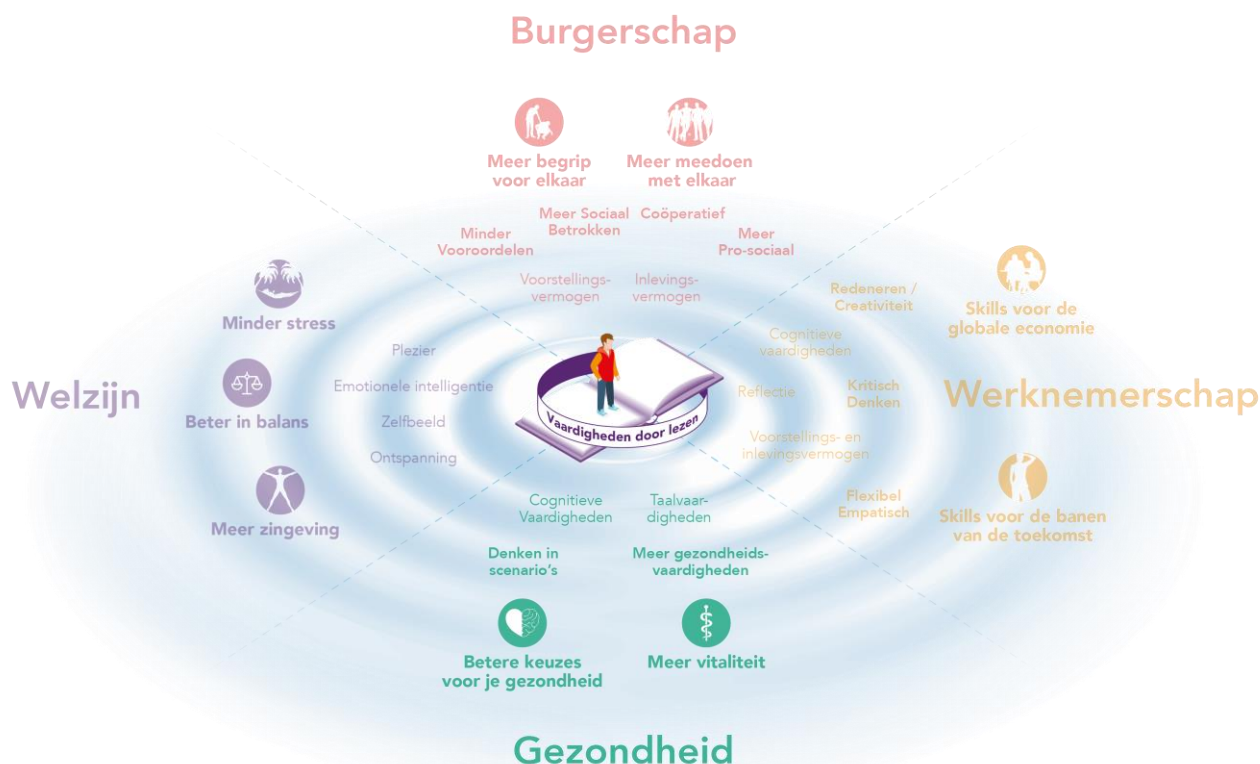 Burgerschap
Meer begrip
voor elkaar
Meer meedoen
met elkaar
Meer Sociaal
Betrokken
Coöperatief
Minder
Vooroordelen
Meer
Pro-sociaal
Voorstellings-
vermogen
Inlevings-
vermogen
Welzijn
Minder stress
Beter in balans
Meer zingeving
Plezier
Emotionele intelligentie
Zelfbeeld
Ontspanning
Vaardigheden door lezen
Redeneren /
Creativiteit
Cognitieve
vaardigheden
Reflectie
Kritisch
Denken
Voorstellings- en
inlevingsvermogen
Flexibel
Empatisch
Skills voor de
globale economie
Werknemerschap
Skills voor de banen
van de toekomst
Cognitieve
Vaardigheden
Taalvaar-
digheden
Denken in
scenario's
Meer gezondheids-
vaardigheden
Betere keuzes
voor je gezondheid
Meer vitaliteit
Gezondheid